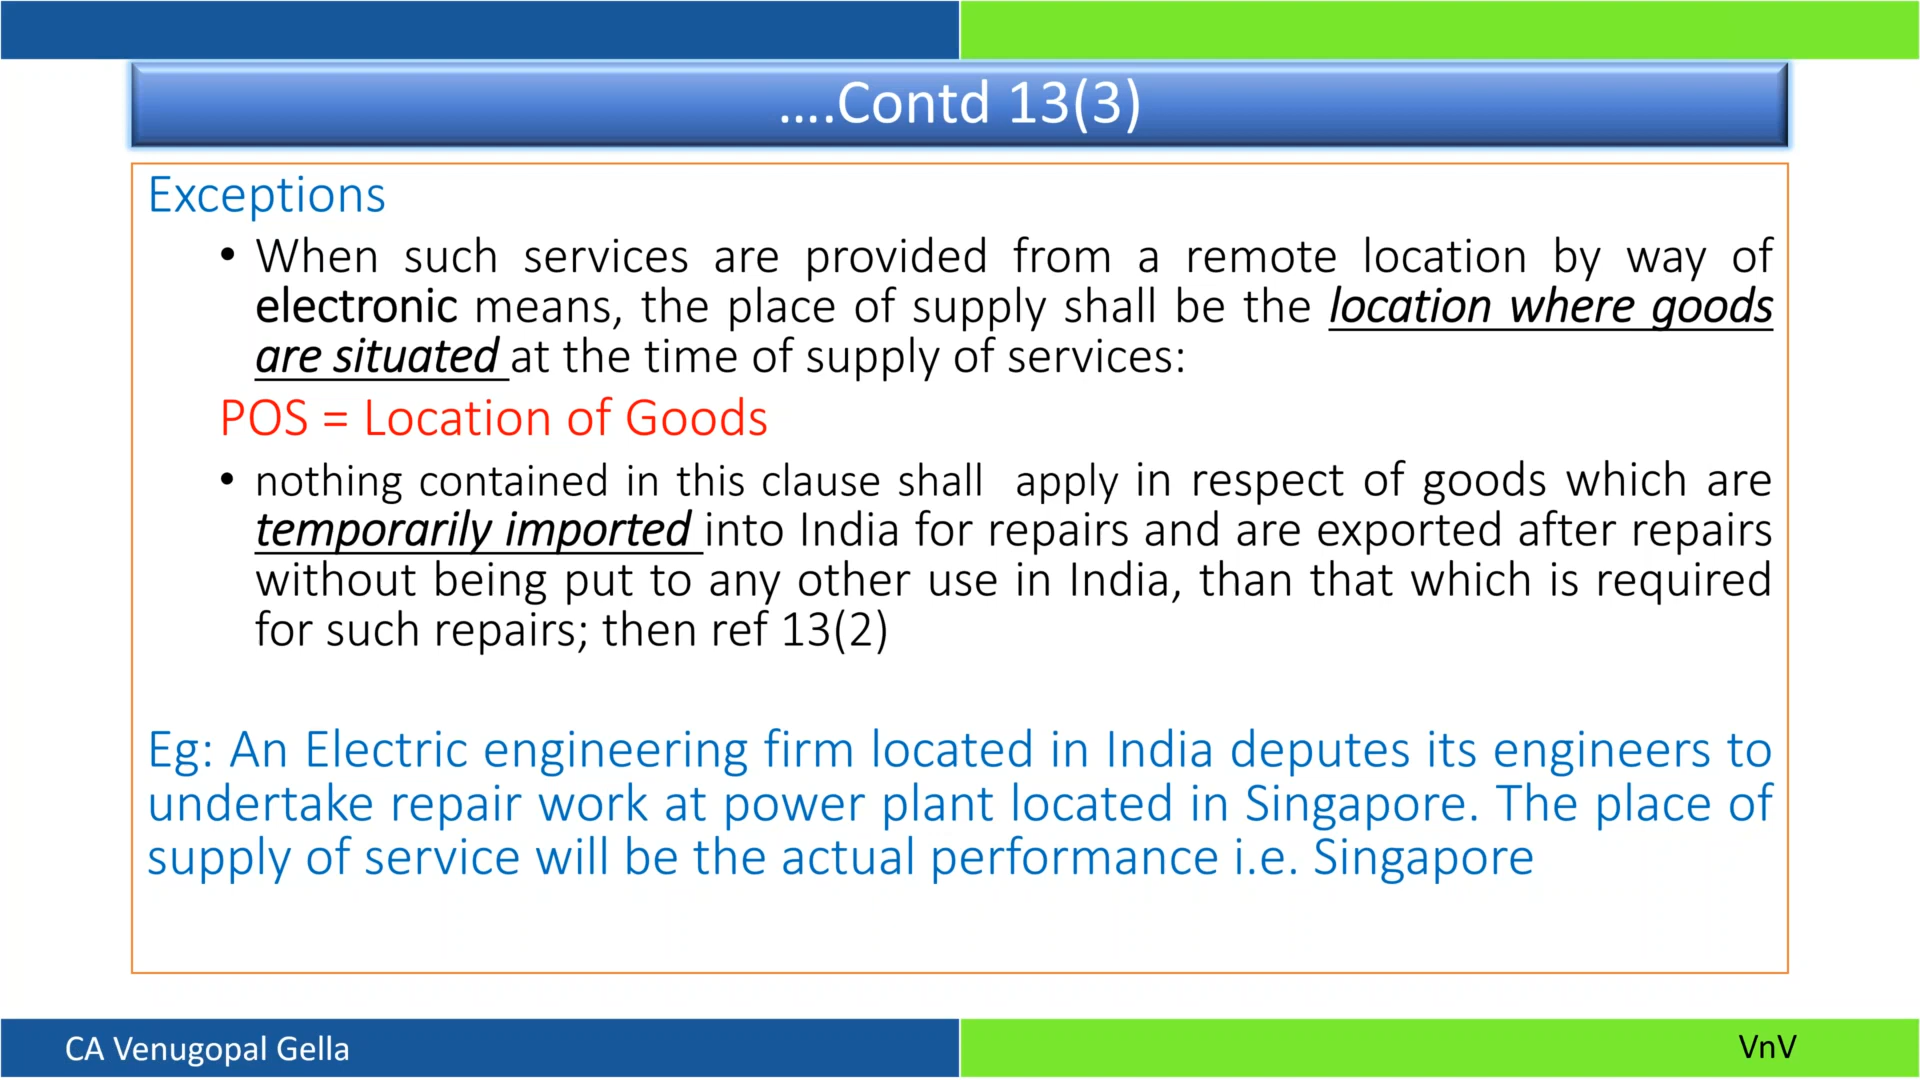 ....Contd 13(3)
Exceptions
• When such services are provided from a remote location by way of
electronic means, the place of supply shall be the location where goods
are situated at the time of supply of services:
POS = Location of Goods
• nothing contained in this clause shall apply in respect of goods which are
temporarily imported into India for repairs and are exported after repairs
without being put to any other use in India, than that which is required
for such repairs; then ref 13(2)
Eg: An Electric engineering firm located in India deputes its engineers to
undertake repair work at power plant located in Singapore. The place of
supply of service will be the actual performance i.e. Singapore
CA Venugopal Gella
VnV